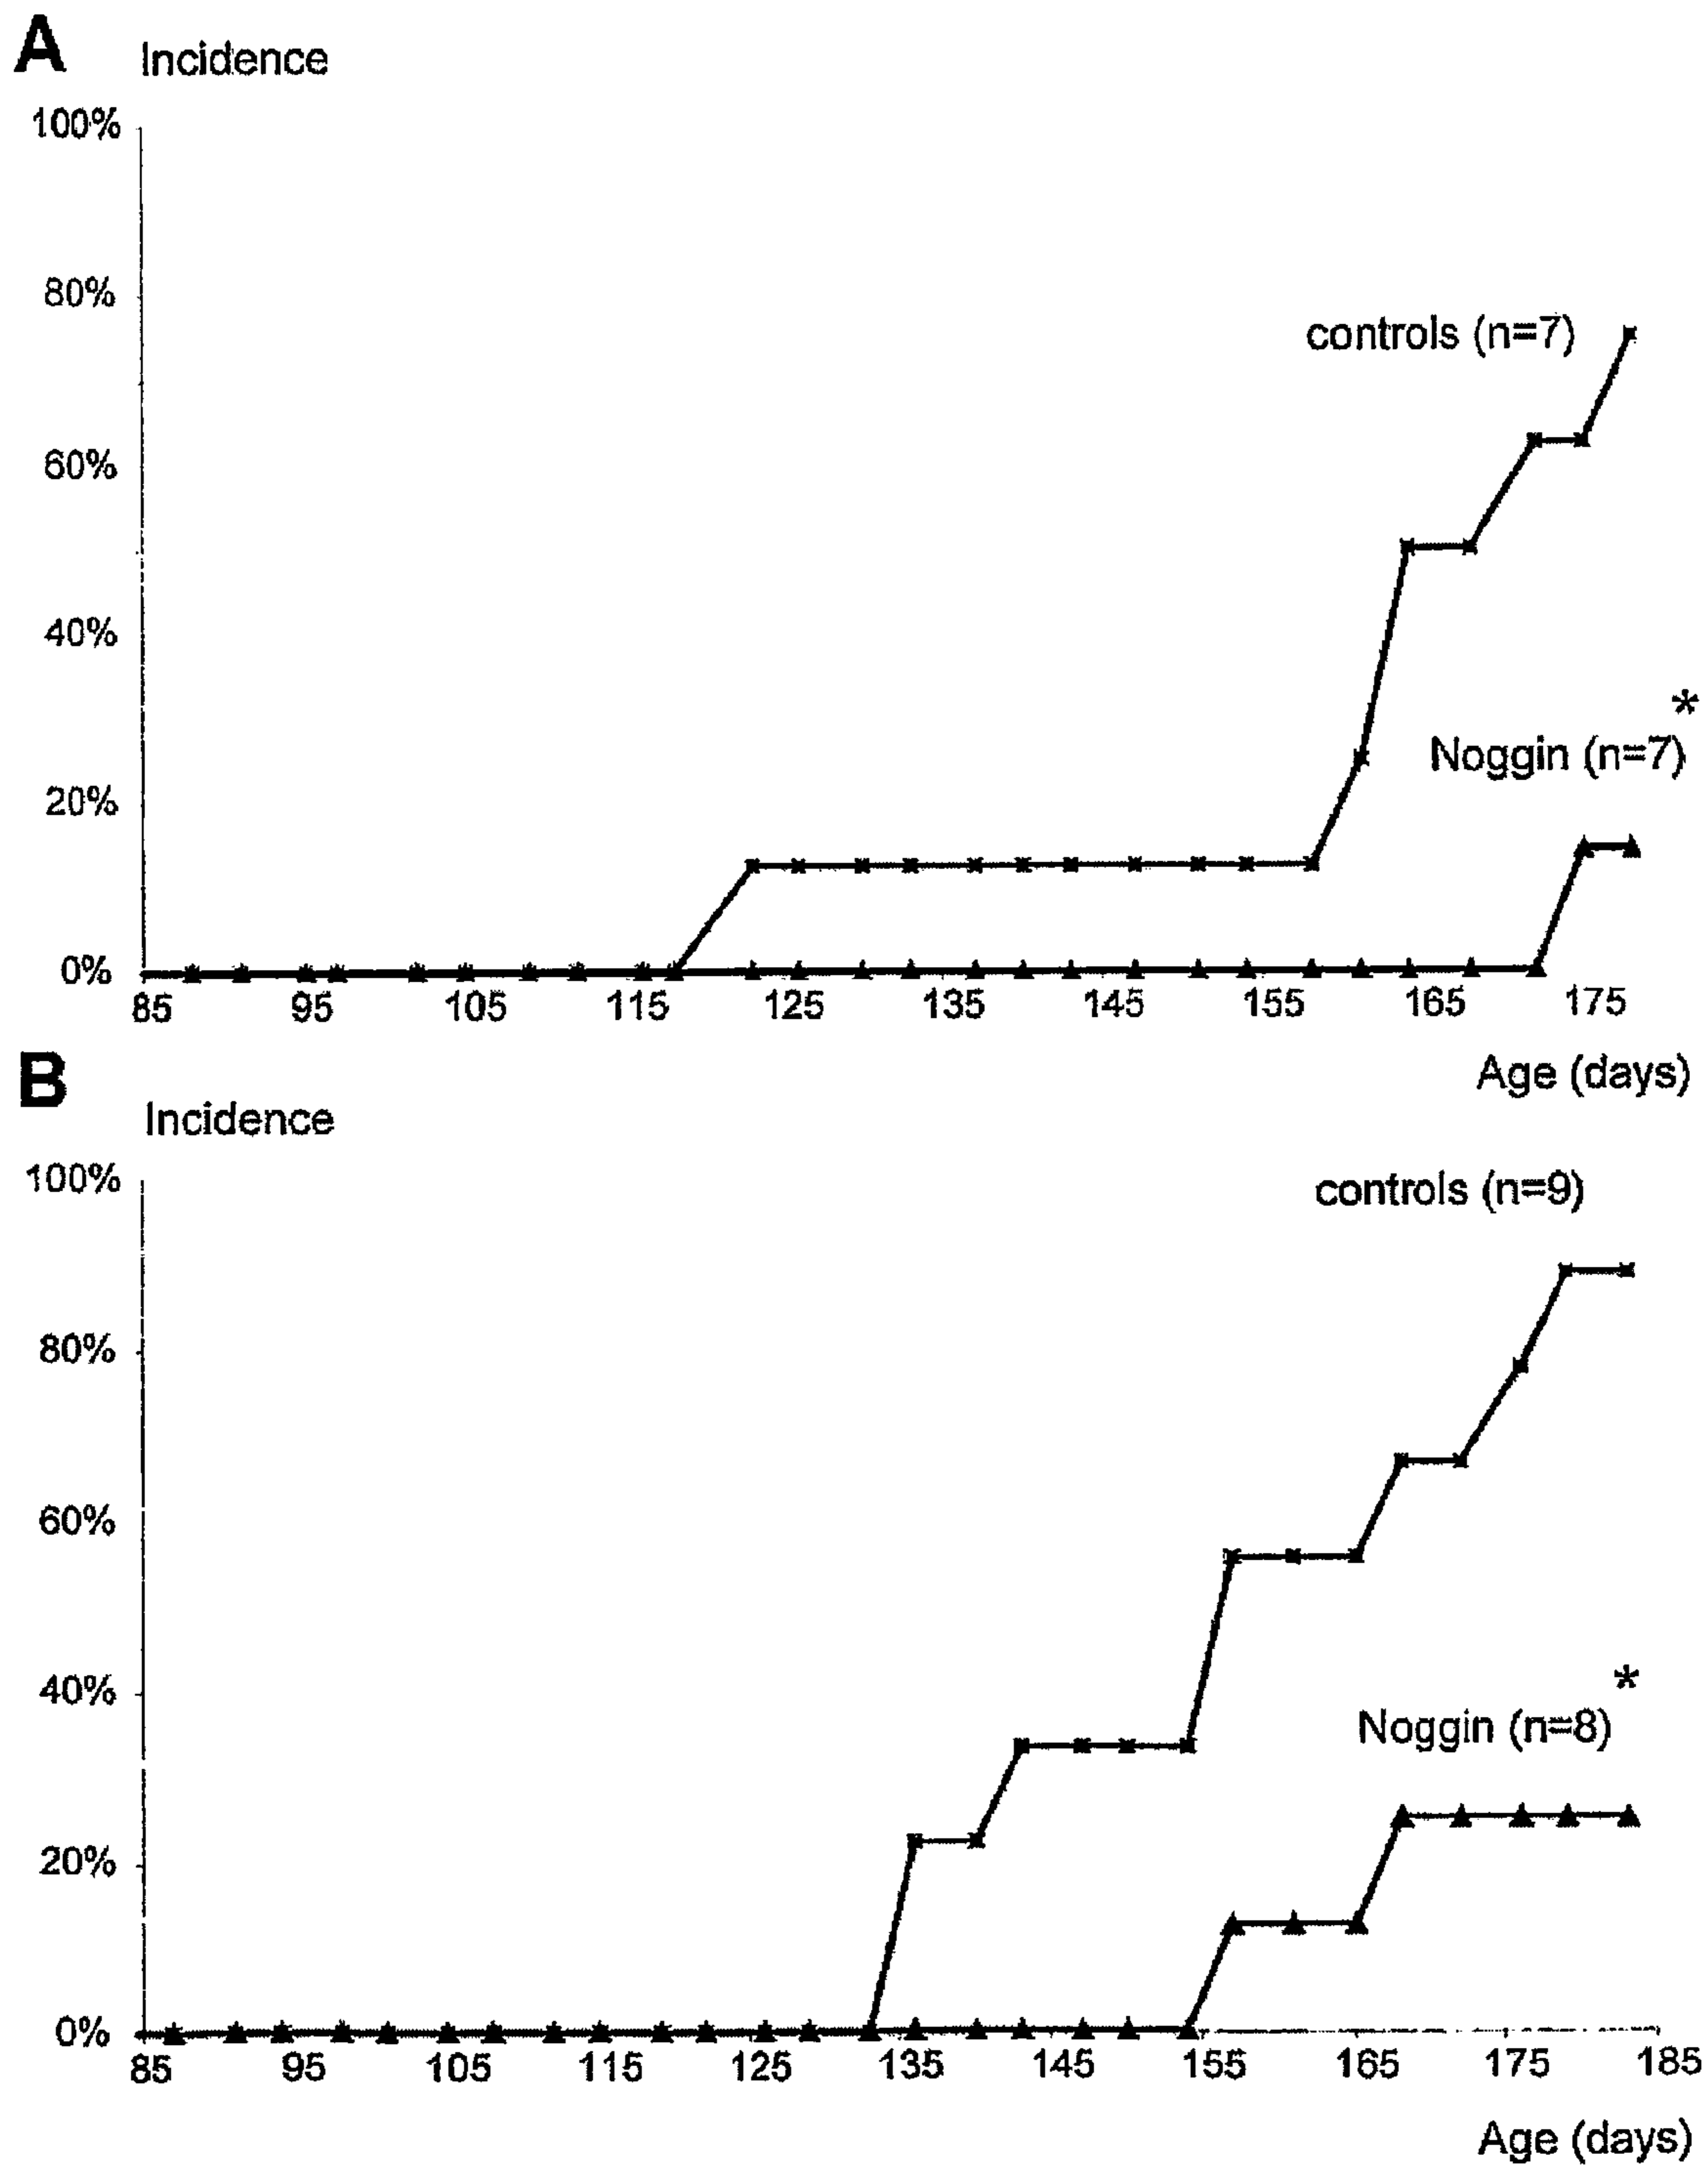 A
Incidence
100%
80%
controls (n=7)
60%
40%
*
Noggin (n=7)
20%
0%
85 95 105 115 125 135 145 155 165 175
Age (days)
B
Incidence
100%
controls (n=9)
80%
60%
40%
*
Noggin (n=8)
20%
0%
85 95 105 115 125 135 145 155 165 175 185
Age (days)